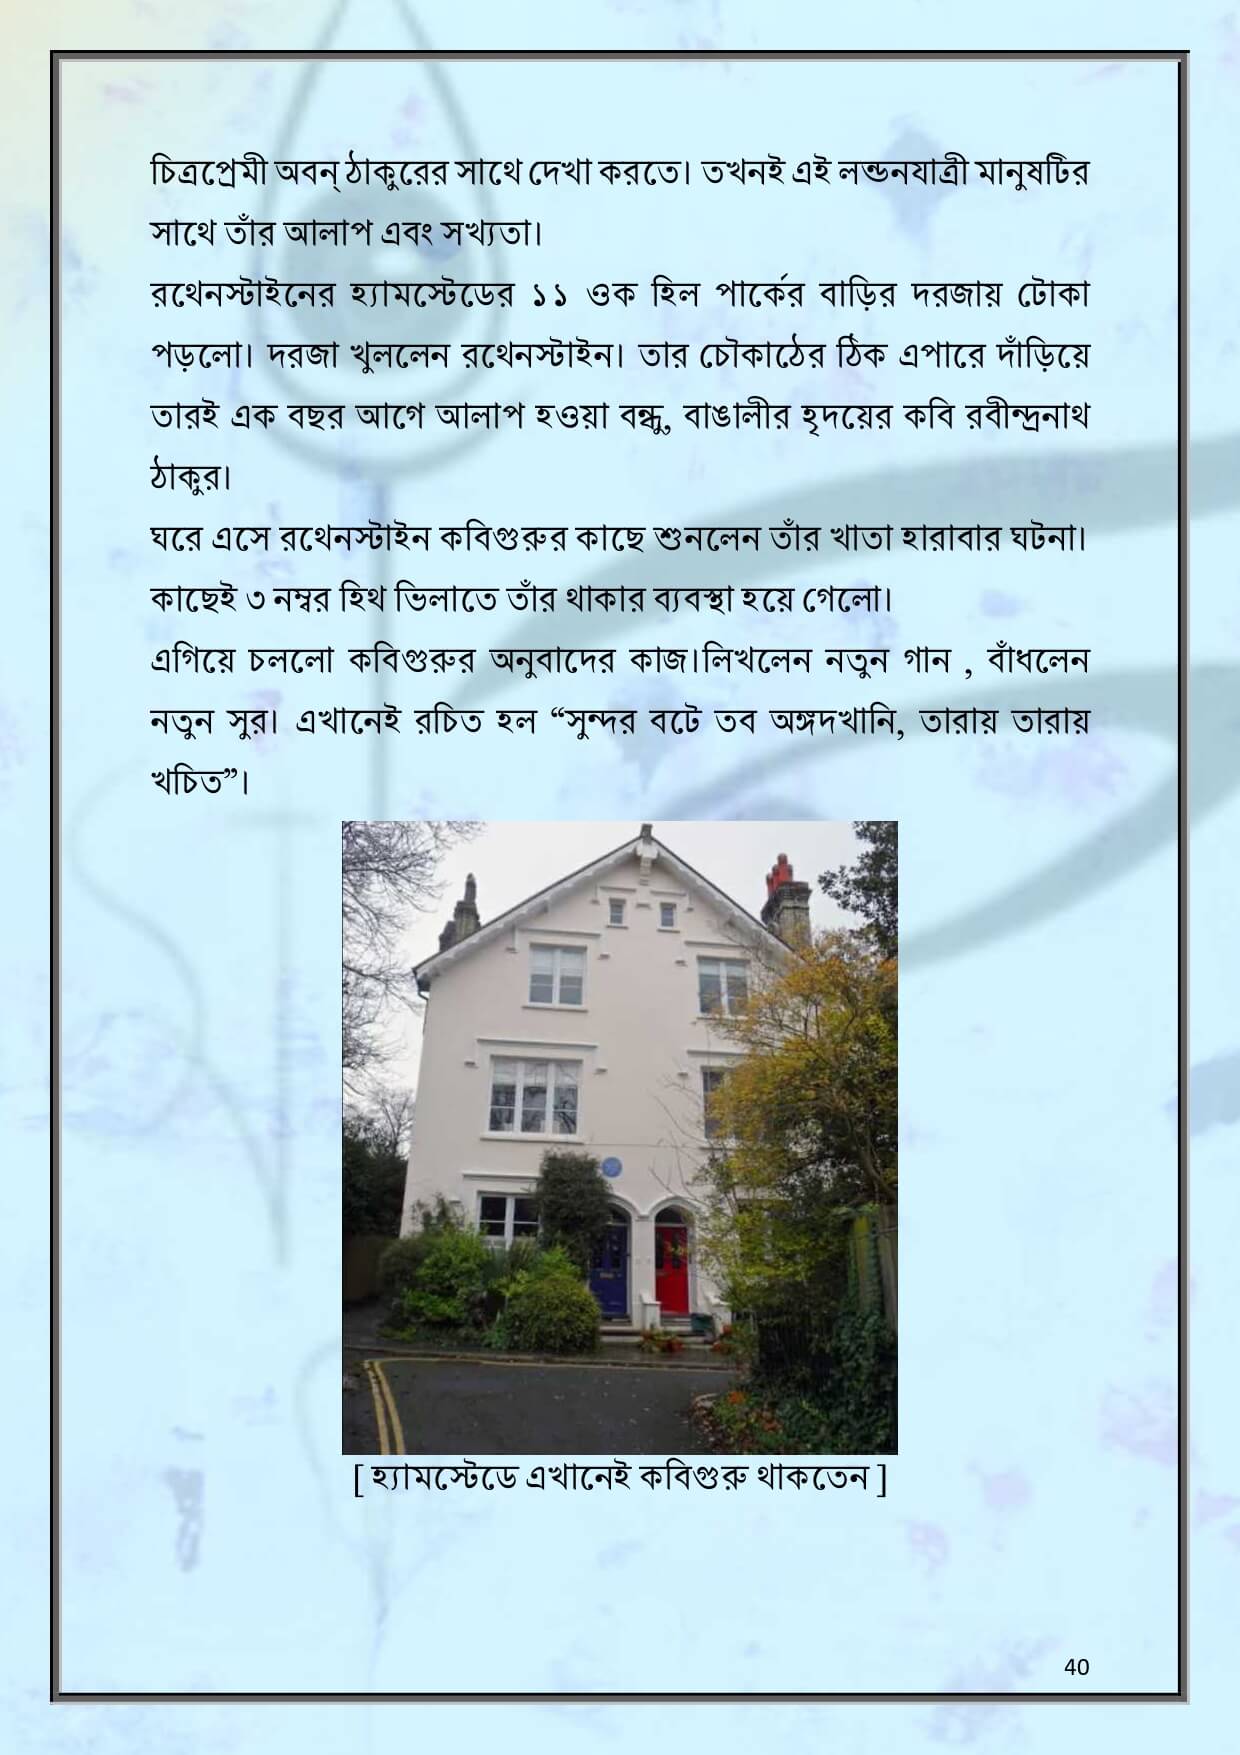 চিত্রপ্রেমী অবন্ ঠাকুরের সাথে দেখা করতে। তখনই এই লন্ডনযাত্রী মানুষটির
সাথে তাঁর আলাপ এবং সখ্যতা।
রথেনস্টাইনের হ্যামস্টেডের ১১ ওক হিল পার্কের বাড়ির দরজায় টোকা
পড়লো। দরজা খুললেন রথেনস্টাইন। তার চৌকাঠের ঠিক এপারে দাঁড়িয়ে
তারই এক বছর আগে আলাপ হওয়া বন্ধু, বাঙালীর হৃদয়ের কবি রবীন্দ্রনাথ
ঠাকুর।
ঘরে এসে রথেনস্টাইন কবিগুরুর কাছে শুনলেন তাঁর খাতা হারাবার ঘটনা।
কাছেই ৩ নম্বর হিথ ভিলাতে তাঁর থাকার ব্যবস্থা হয়ে গেলো।
এগিয়ে চললো কবিগুরুর অনুবাদের কাজ।লিখলেন নতুন গান , বাঁধলেন
নতুন সুর। এখানেই রচিত হল “সুন্দর বটে তব অঙ্গদখানি, তারায় তারায়
খচিত”।
[ হ্যামস্টেডে এখানেই কবিগুরু থাকতেন ]
40